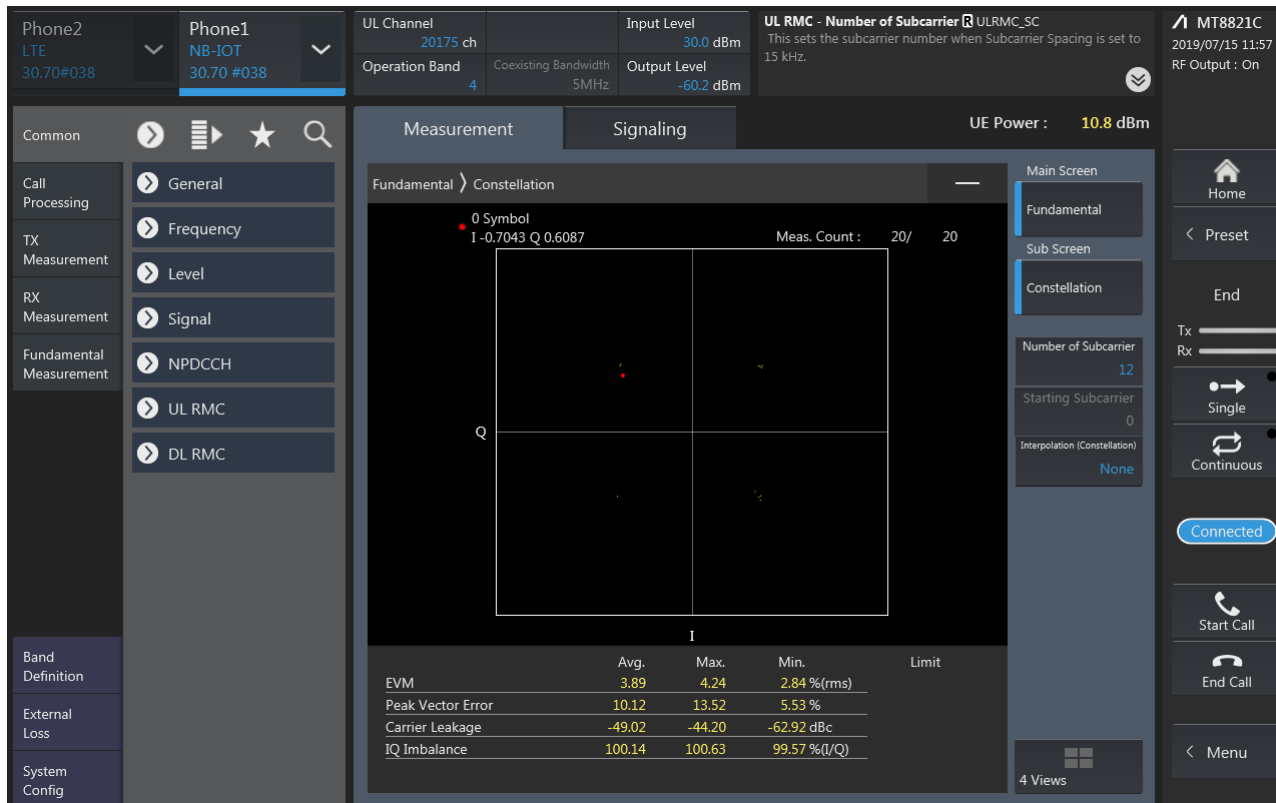 Phone2
LTE
30.70#038
Phone1
NB-IOT
30.70 #038
UL Channel
20175 ch
Operation Band
4
Coexisting Bandwidth
5MHz
Input Level
30.0 dBm
Output Level
-60.2 dBm
UL RMC - Number of Subcarrier R ULRMC_SC
This sets the subcarrier number when Subcarrier Spacing is set to
15 kHz.
MT8821C
2019/07/15 11:57
RF Output : On
Common
Call
Processing
TX
Measurement
RX
Measurement
Fundamental
Measurement
Band
Definition
External
Loss
System
Config
General
Frequency
Level
Signal
NPDCCH
UL RMC
DL RMC
Measurement
Signaling
UE Power : 10.8 dBm
Fundamental Constellation
0 Symbol
I -0.7043 Q 0.6087
Meas. Count : 20/ 20
Q
I
Avg. Max. Min. Limit
EVM 3.89 4.24 2.84 %(rms)
Peak Vector Error 10.12 13.52 5.53 %
Carrier Leakage -49.02 -44.20 -62.92 dBc
IQ Imbalance 100.14 100.63 99.57 %(I/Q)
Main Screen
Fundamental
Sub Screen
Constellation
Number of Subcarrier
12
Starting Subcarrier
0
Interpolation (Constellation)
None
4 Views
Home
< Preset
End
Tx
Rx
Single
Continuous
Connected
Start Call
End Call
< Menu